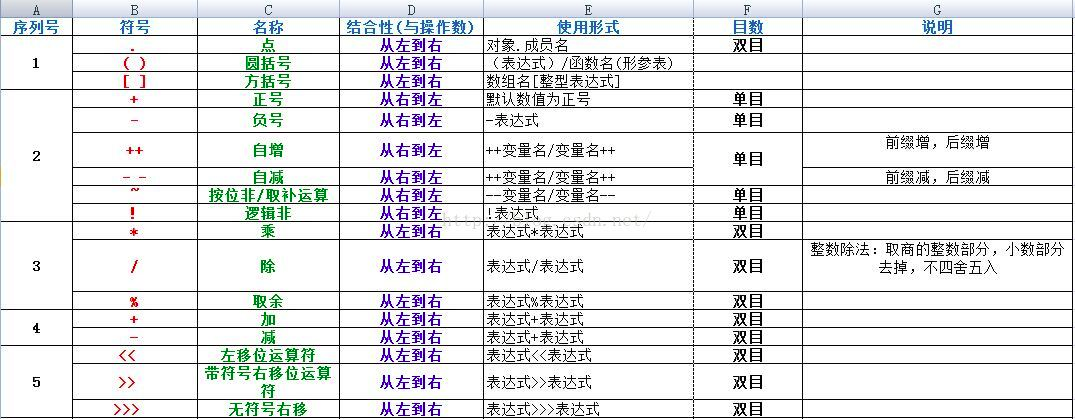 A B C D E F G
序列号 符号 名称 结合性(与操作数) 使用形式 目数 说明
1 . 点 从左到右 对象.成员名 双目
( ) 圆括号 从左到右 （表达式）/函数名(形参表)
[ ] 方括号 从左到右 数组名[整型表达式]
2 + 正号 从右到左 默认数值为正号 单目
- 负号 从右到左 -表达式 单目
++ 自增 从右到左 ++变量名/变量名++ 单目 前缀增，后缀增
-- 自减 从右到左 ++变量名/变量名++ 前缀减，后缀减
~ 按位非/取补运算 从右到左 --变量名/变量名-- 单目
! 逻辑非 从右到左 !表达式 单目
3 * 乘 从左到右 表达式*表达式 双目
/ 除 从左到右 表达式/表达式 双目 整数除法：取商的整数部分，小数部分
去掉，不四舍五入
% 取余 从左到右 表达式%表达式 双目
4 + 加 从左到右 表达式+表达式 双目
- 减 从左到右 表达式+表达式 双目
5 << 左移位运算符 从左到右 表达式<<表达式 双目
>> 带符号右移位运算
符 从左到右 表达式>>表达式 双目
>>> 无符号右移 从左到右 表达式>>>表达式 双目